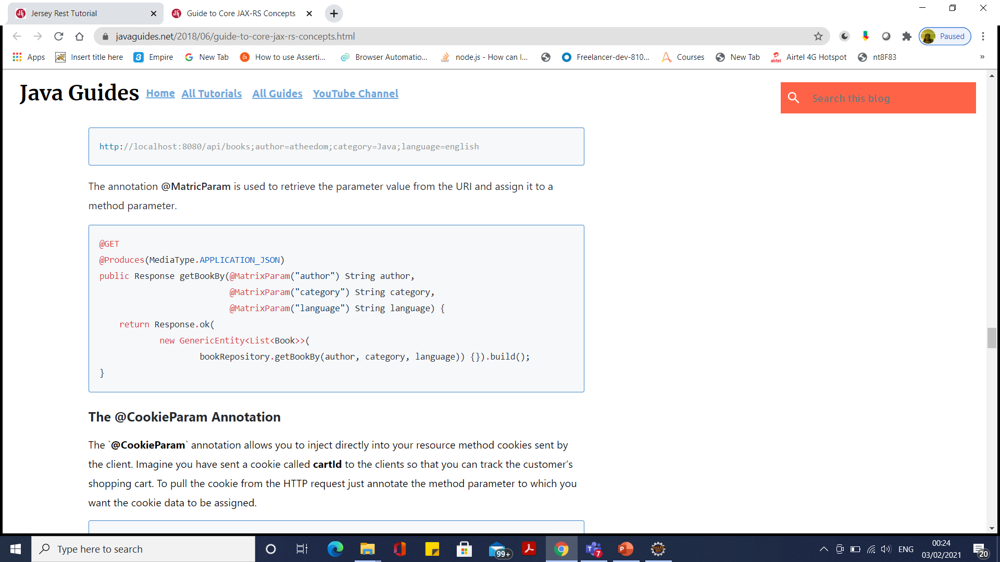 Jersey Rest Tutorial
Guide to Core JAX-RS Concepts
javaguides.net/2018/06/guide-to-core-jax-rs-concepts.html
Paused
Apps
Insert title here
Empire
New Tab
How to use Asserti...
Browser Automatio...
node.js - How can I...
Freelancer-dev-810...
Courses
New Tab
airtel
Airtel 4G Hotspot
nt8F83
»
Java Guides
Home
All Tutorials
All Guides
YouTube Channel
Search this blog
http://localhost:8080/api/books;author=atheedom;category=Java;language=english
The annotation @MatricParam is used to retrieve the parameter value from the URI and assign it to a
method parameter.
@GET
@Produces(MediaType.APPLICATION_JSON)
public Response getBookBy(@MatrixParam("author") String author,
@MatrixParam("category") String category,
@MatrixParam("language") String language) {
return Response.ok(
new GenericEntity<List<Book>>(
bookRepository.getBookBy(author, category, language)) {}).build();
}
The @CookieParam Annotation
The `@CookieParam` annotation allows you to inject directly into your resource method cookies sent by
the client. Imagine you have sent a cookie called cartId to the clients so that you can track the customer's
shopping cart. To pull the cookie from the HTTP request just annotate the method parameter to which you
want the cookie data to be assigned.
Type here to search
99+
7
ENG
00:24
03/02/2021
20